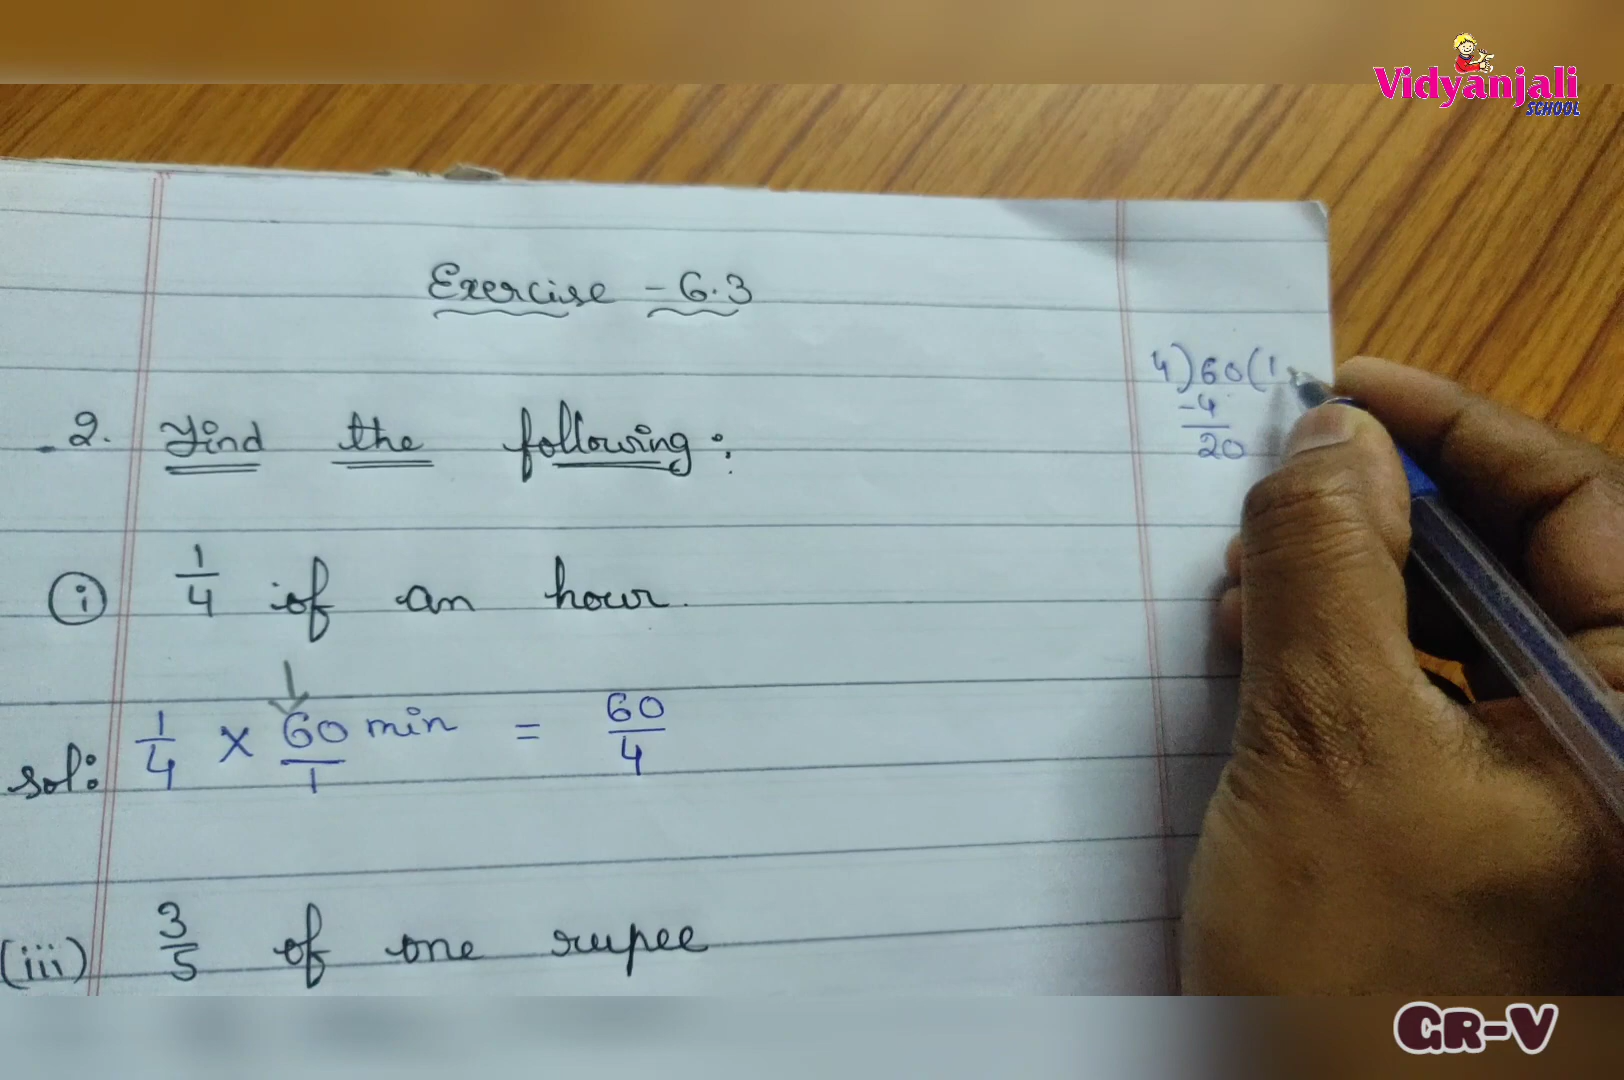 Vidyanjali
SCHOOL
Exercise - 6.3
2. Find the following:
(i) 1/4 of an hour.
sol: 1/4 × 60/1 min = 60/4
(iii) 3/5 of one rupee
4)60(1
-4
20
GR-V